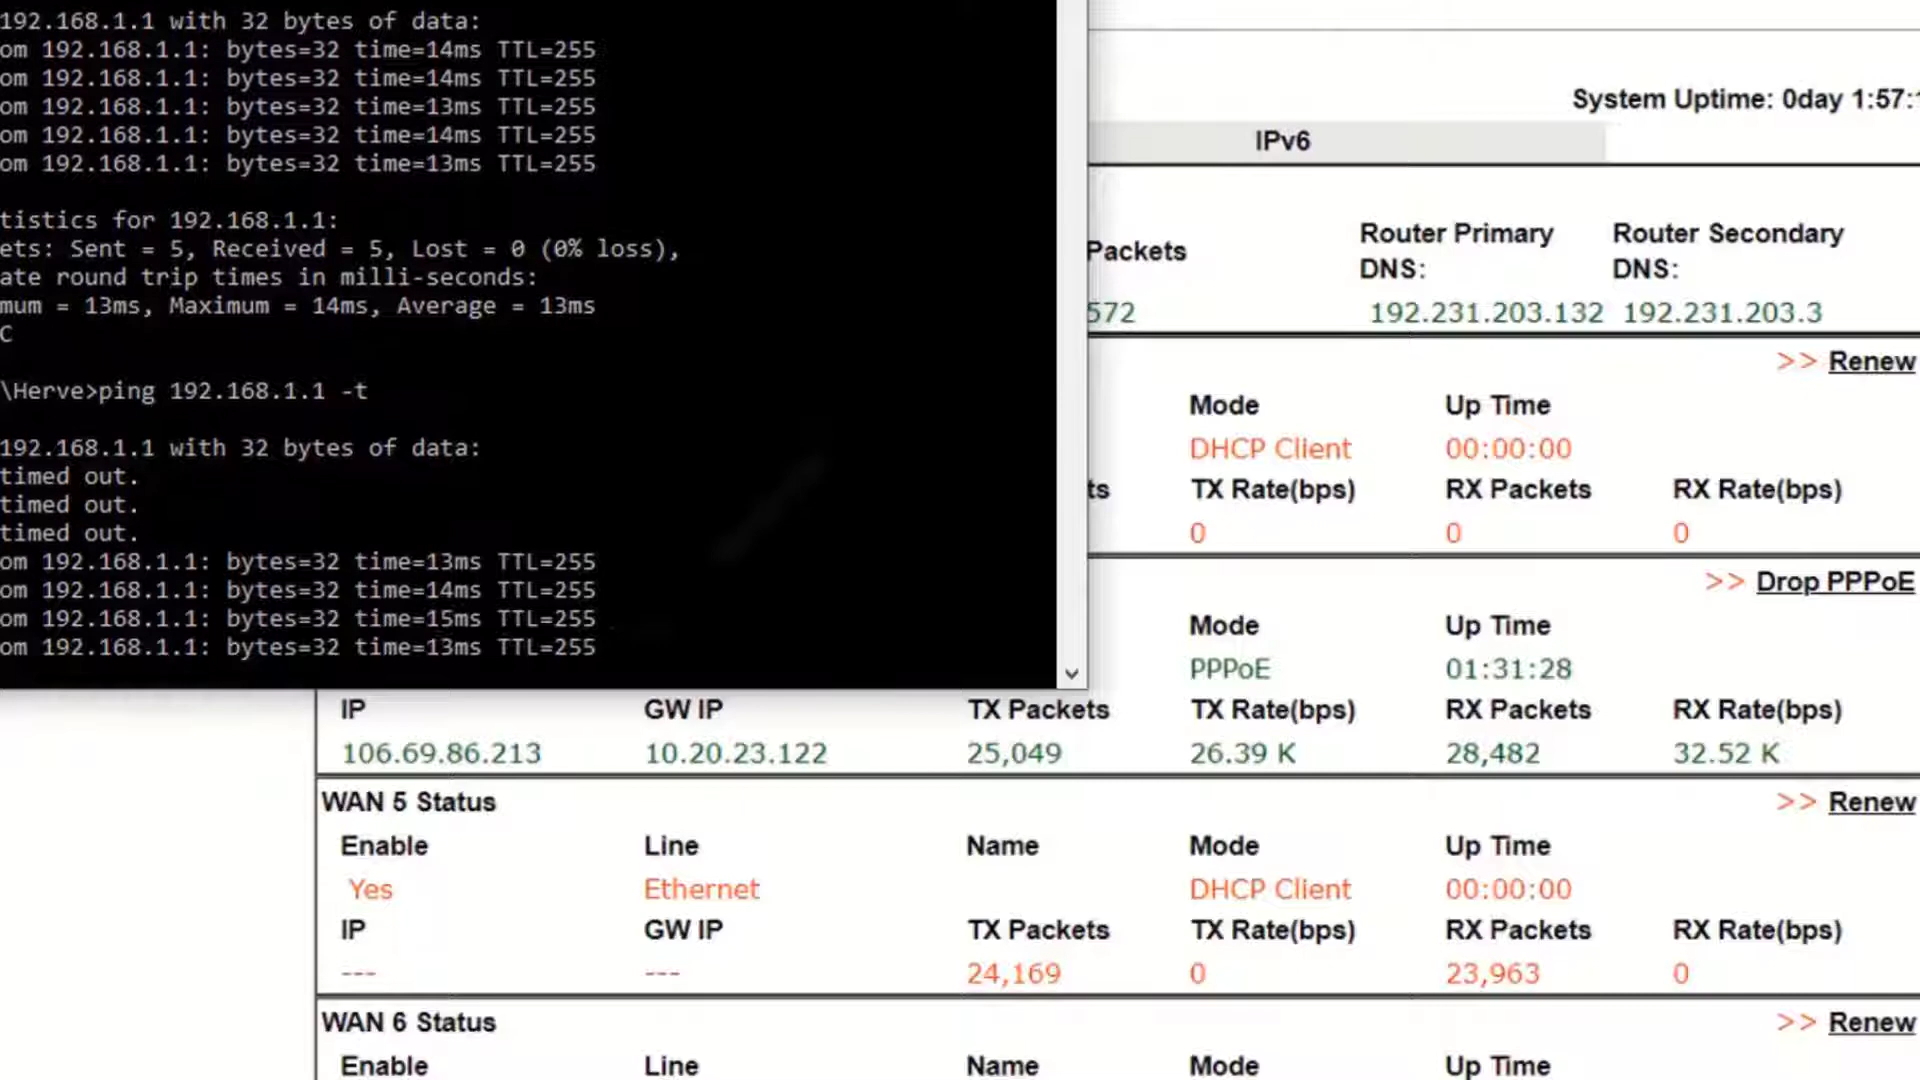 192.168.1.1 with 32 bytes of data:
om 192.168.1.1: bytes=32 time=14ms TTL=255
om 192.168.1.1: bytes=32 time=14ms TTL=255
om 192.168.1.1: bytes=32 time=13ms TTL=255
om 192.168.1.1: bytes=32 time=14ms TTL=255
om 192.168.1.1: bytes=32 time=13ms TTL=255
tistics for 192.168.1.1:
ets: Sent = 5, Received = 5, Lost = 0 (0% loss),
ate round trip times in milli-seconds:
mum = 13ms, Maximum = 14ms, Average = 13ms
C
\Herve>ping 192.168.1.1 -t
192.168.1.1 with 32 bytes of data:
timed out.
timed out.
timed out.
om 192.168.1.1: bytes=32 time=13ms TTL=255
om 192.168.1.1: bytes=32 time=14ms TTL=255
om 192.168.1.1: bytes=32 time=15ms TTL=255
om 192.168.1.1: bytes=32 time=13ms TTL=255
System Uptime: 0day 1:57:
IPv6
Packets Router Primary DNS: Router Secondary DNS:
572 192.231.203.132 192.231.203.3
>> Renew
Mode Up Time
DHCP Client 00:00:00
ts TX Rate(bps) RX Packets RX Rate(bps)
0 0 0
>> Drop PPPoE
Mode Up Time
PPPoE 01:31:28
IP GW IP TX Packets TX Rate(bps) RX Packets RX Rate(bps)
106.69.86.213 10.20.23.122 25,049 26.39 K 28,482 32.52 K
WAN 5 Status >> Renew
Enable Line Name Mode Up Time
Yes Ethernet DHCP Client 00:00:00
IP GW IP TX Packets TX Rate(bps) RX Packets RX Rate(bps)
--- --- 24,169 0 23,963 0
WAN 6 Status >> Renew
Enable Line Name Mode Up Time